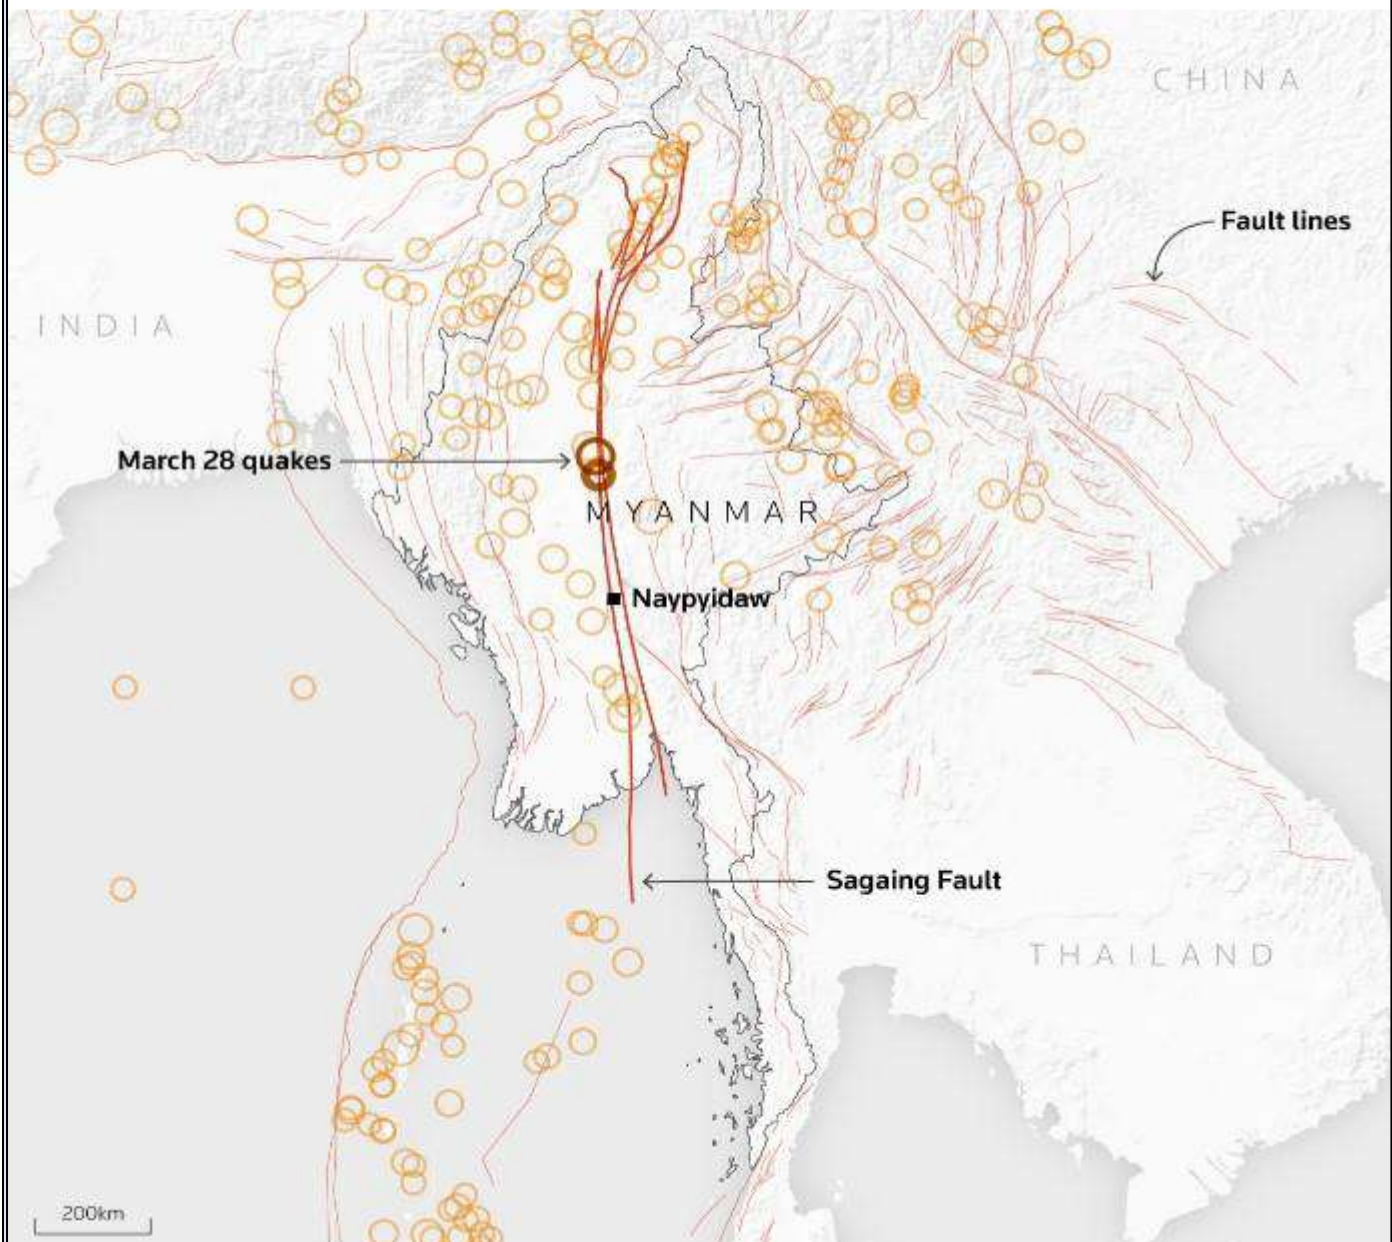 CHINA
Fault lines
INDIA
March 28 quakes
MYANMAR
Naypyidaw
Sagaing Fault
THAILAND
200km